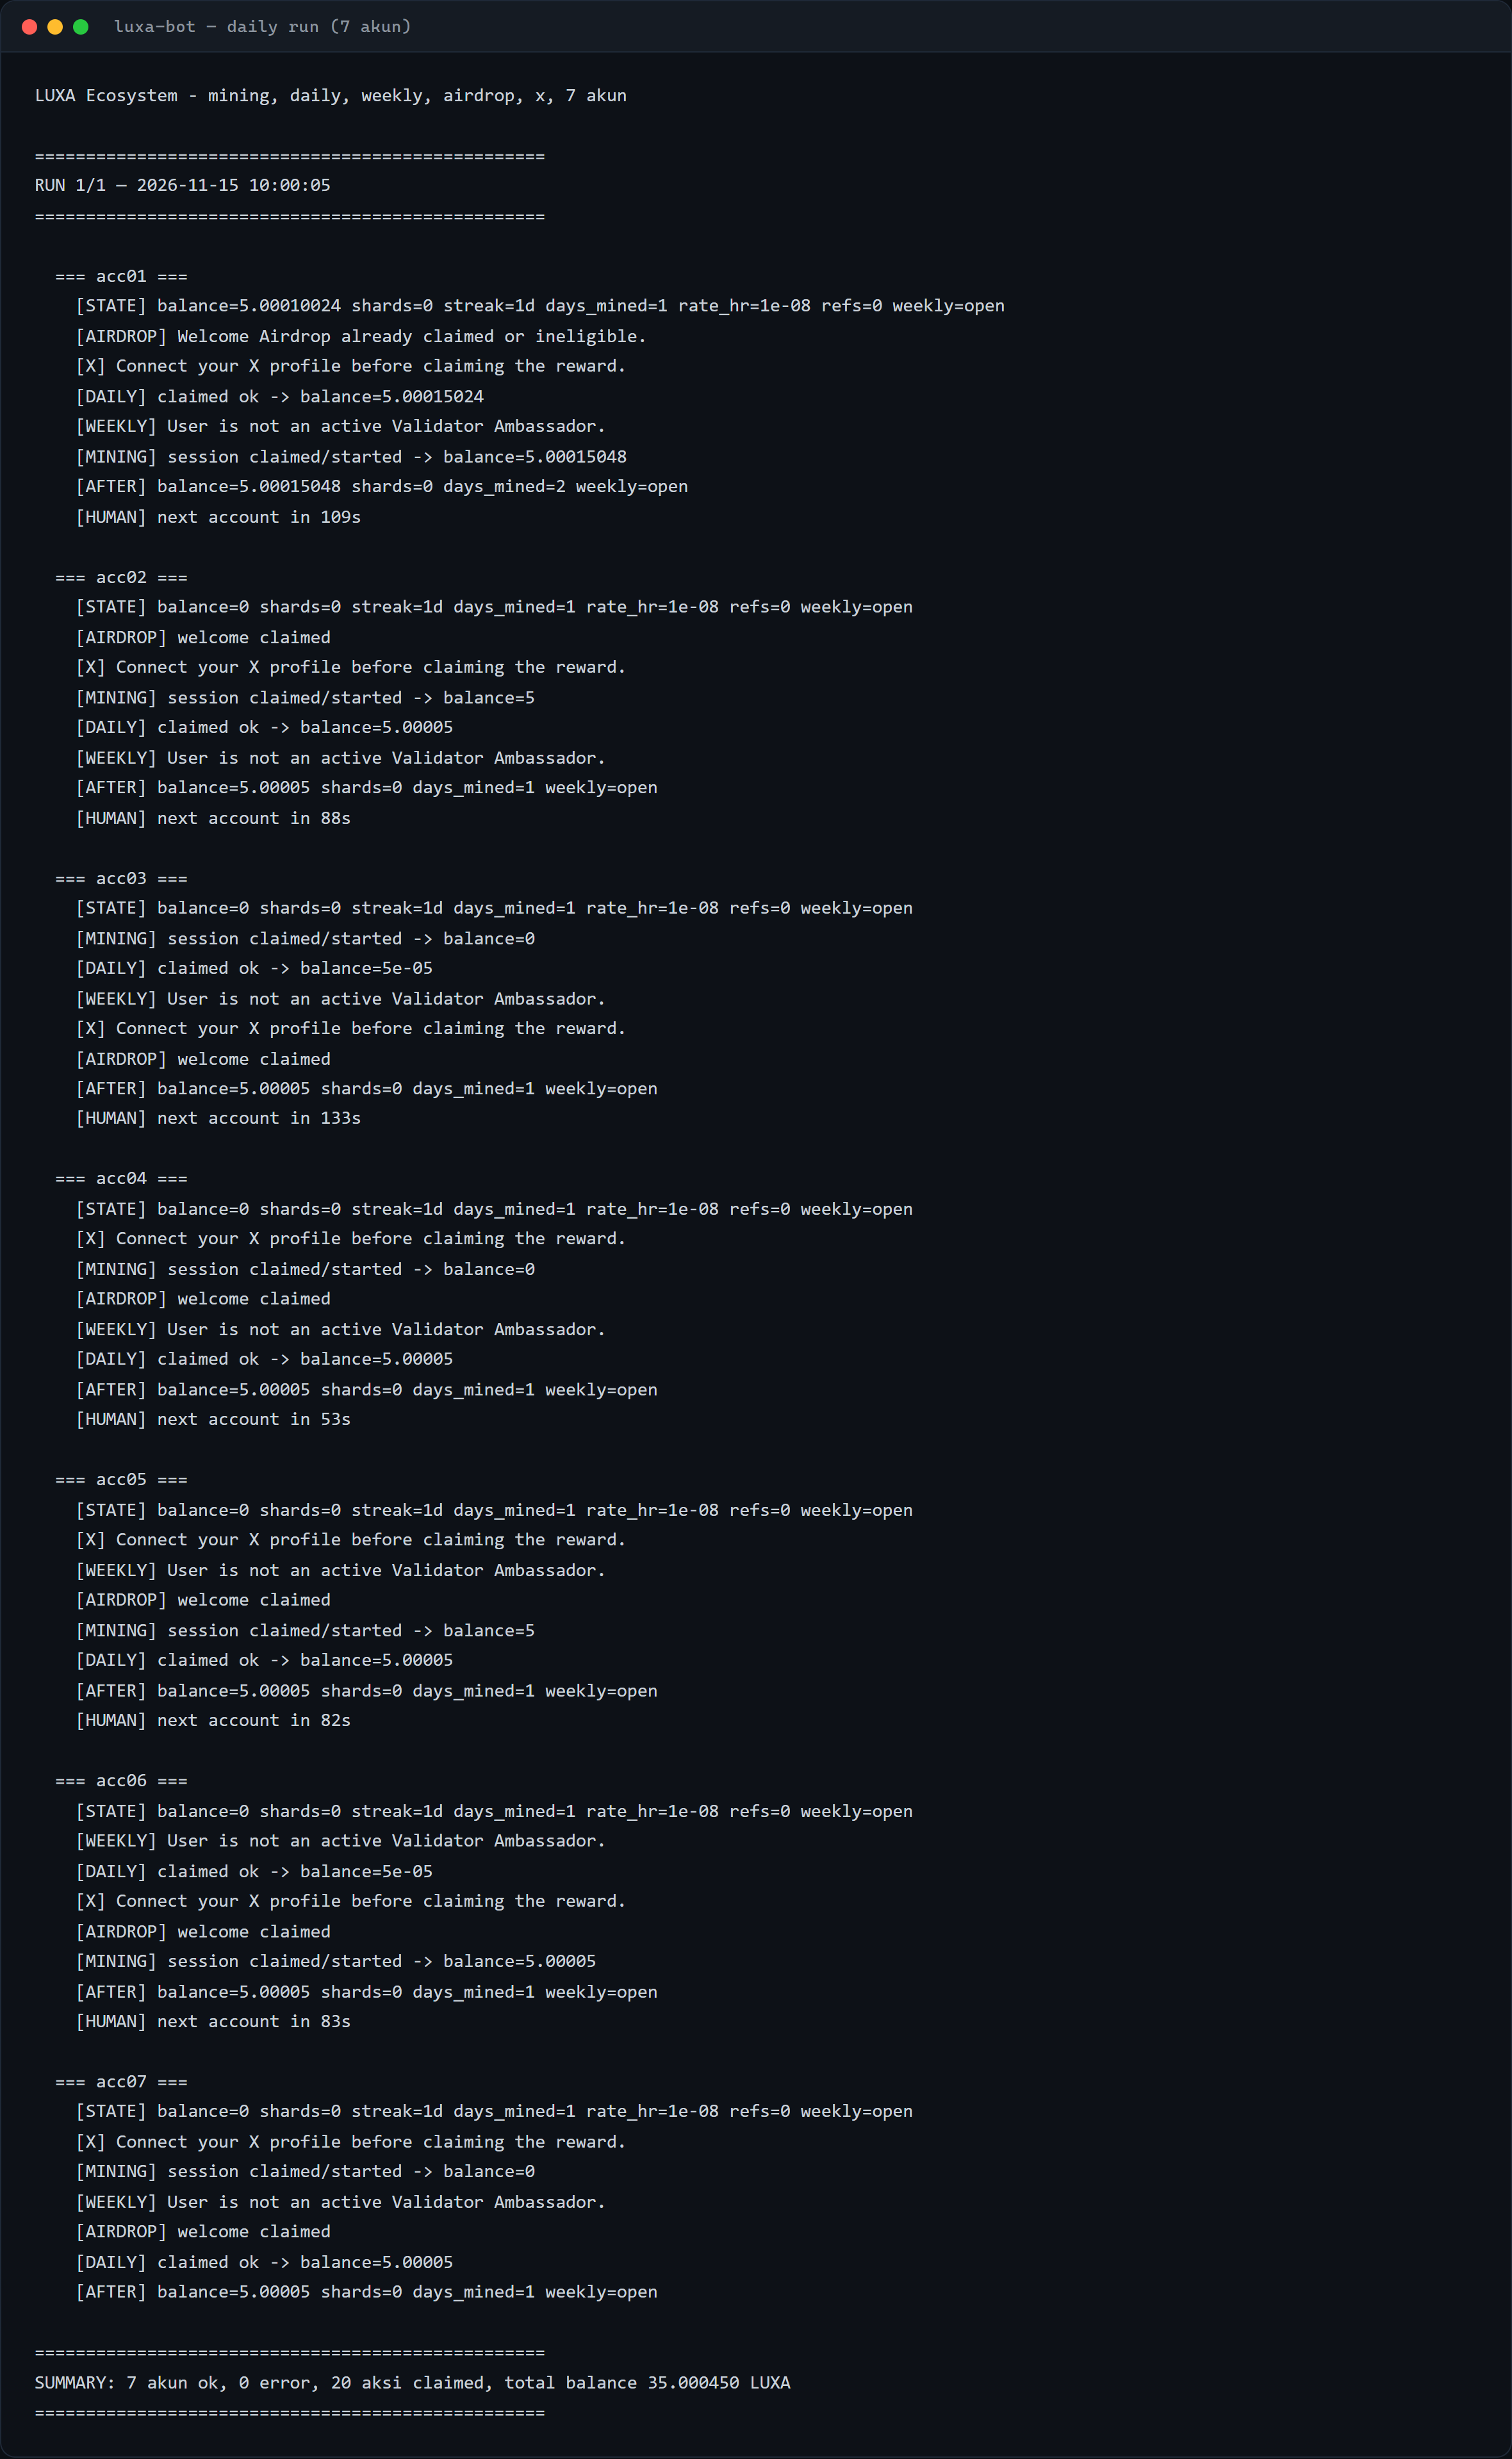 luxa-bot — daily run (7 akun)
LUXA Ecosystem - mining, daily, weekly, airdrop, x, 7 akun
==================================================
RUN 1/1 — 2026-11-15 10:00:05
==================================================
=== acc01 ===
[STATE] balance=5.00010024 shards=0 streak=1d days_mined=1 rate_hr=1e-08 refs=0 weekly=open
[AIRDROP] Welcome Airdrop already claimed or ineligible.
[X] Connect your X profile before claiming the reward.
[DAILY] claimed ok -> balance=5.00015024
[WEEKLY] User is not an active Validator Ambassador.
[MINING] session claimed/started -> balance=5.00015048
[AFTER] balance=5.00015048 shards=0 days_mined=2 weekly=open
[HUMAN] next account in 109s
=== acc02 ===
[STATE] balance=0 shards=0 streak=1d days_mined=1 rate_hr=1e-08 refs=0 weekly=open
[AIRDROP] welcome claimed
[X] Connect your X profile before claiming the reward.
[MINING] session claimed/started -> balance=5
[DAILY] claimed ok -> balance=5.00005
[WEEKLY] User is not an active Validator Ambassador.
[AFTER] balance=5.00005 shards=0 days_mined=1 weekly=open
[HUMAN] next account in 88s
=== acc03 ===
[STATE] balance=0 shards=0 streak=1d days_mined=1 rate_hr=1e-08 refs=0 weekly=open
[MINING] session claimed/started -> balance=0
[DAILY] claimed ok -> balance=5e-05
[WEEKLY] User is not an active Validator Ambassador.
[X] Connect your X profile before claiming the reward.
[AIRDROP] welcome claimed
[AFTER] balance=5.00005 shards=0 days_mined=1 weekly=open
[HUMAN] next account in 133s
=== acc04 ===
[STATE] balance=0 shards=0 streak=1d days_mined=1 rate_hr=1e-08 refs=0 weekly=open
[X] Connect your X profile before claiming the reward.
[MINING] session claimed/started -> balance=0
[AIRDROP] welcome claimed
[WEEKLY] User is not an active Validator Ambassador.
[DAILY] claimed ok -> balance=5.00005
[AFTER] balance=5.00005 shards=0 days_mined=1 weekly=open
[HUMAN] next account in 53s
=== acc05 ===
[STATE] balance=0 shards=0 streak=1d days_mined=1 rate_hr=1e-08 refs=0 weekly=open
[X] Connect your X profile before claiming the reward.
[WEEKLY] User is not an active Validator Ambassador.
[AIRDROP] welcome claimed
[MINING] session claimed/started -> balance=5
[DAILY] claimed ok -> balance=5.00005
[AFTER] balance=5.00005 shards=0 days_mined=1 weekly=open
[HUMAN] next account in 82s
=== acc06 ===
[STATE] balance=0 shards=0 streak=1d days_mined=1 rate_hr=1e-08 refs=0 weekly=open
[WEEKLY] User is not an active Validator Ambassador.
[DAILY] claimed ok -> balance=5e-05
[X] Connect your X profile before claiming the reward.
[AIRDROP] welcome claimed
[MINING] session claimed/started -> balance=5.00005
[AFTER] balance=5.00005 shards=0 days_mined=1 weekly=open
[HUMAN] next account in 83s
=== acc07 ===
[STATE] balance=0 shards=0 streak=1d days_mined=1 rate_hr=1e-08 refs=0 weekly=open
[X] Connect your X profile before claiming the reward.
[MINING] session claimed/started -> balance=0
[WEEKLY] User is not an active Validator Ambassador.
[AIRDROP] welcome claimed
[DAILY] claimed ok -> balance=5.00005
[AFTER] balance=5.00005 shards=0 days_mined=1 weekly=open
==================================================
SUMMARY: 7 akun ok, 0 error, 20 aksi claimed, total balance 35.000450 LUXA
==================================================